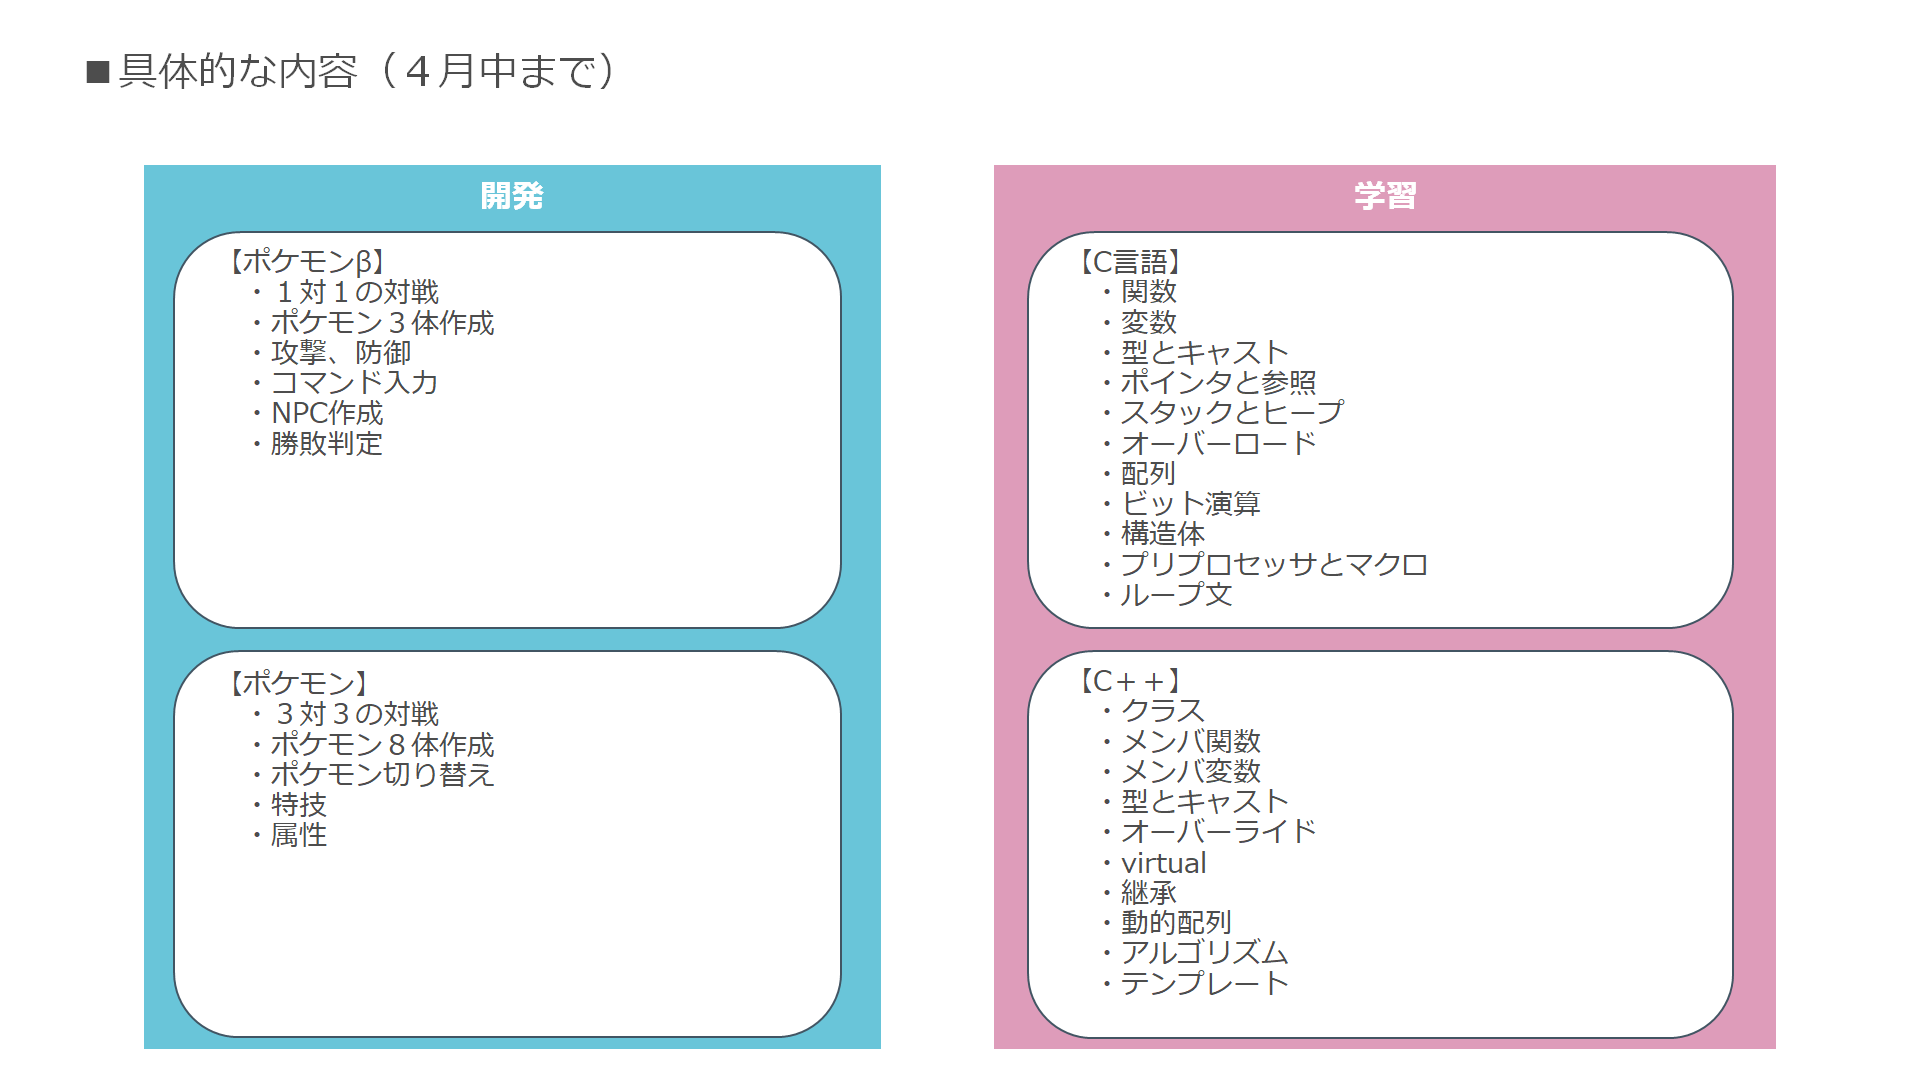 ■具体的な内容（４月中まで）
開発
【ポケモンβ】
・１対１の対戦
・ポケモン３体作成
・攻撃、防御
・コマンド入力
・NPC作成
・勝敗判定
【ポケモン】
・３対３の対戦
・ポケモン８体作成
・ポケモン切り替え
・特技
・属性
学習
【C言語】
・関数
・変数
・型とキャスト
・ポインタと参照
・スタックとヒープ
・オーバーロード
・配列
・ビット演算
・構造体
・プリプロセッサとマクロ
・ループ文
【C＋＋】
・クラス
・メンバ関数
・メンバ変数
・型とキャスト
・オーバーライド
・virtual
・継承
・動的配列
・アルゴリズム
・テンプレート